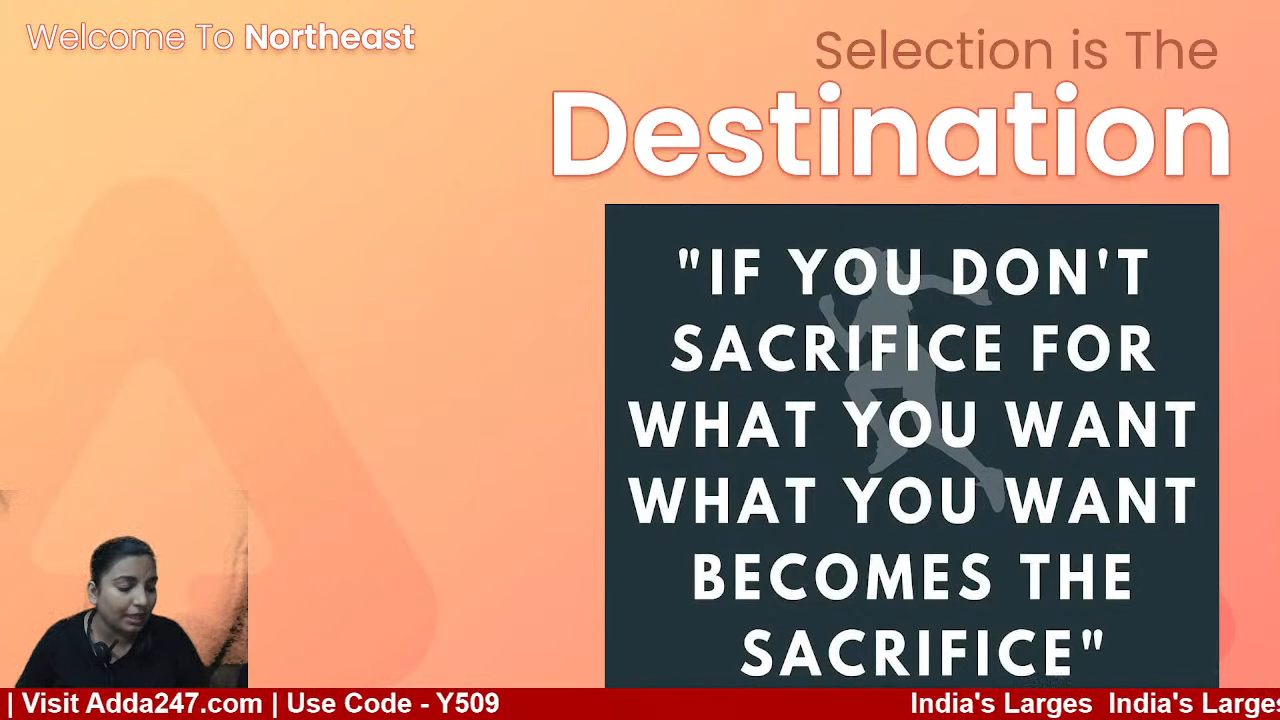 Welcome To Northeast
Selection is The
Destination
"IF YOU DON'T
SACRIFICE FOR
WHAT YOU WANT
WHAT YOU WANT
BECOMES THE
SACRIFICE"
| Visit Adda247.com | Use Code - Y509
India's Larges India's Larges